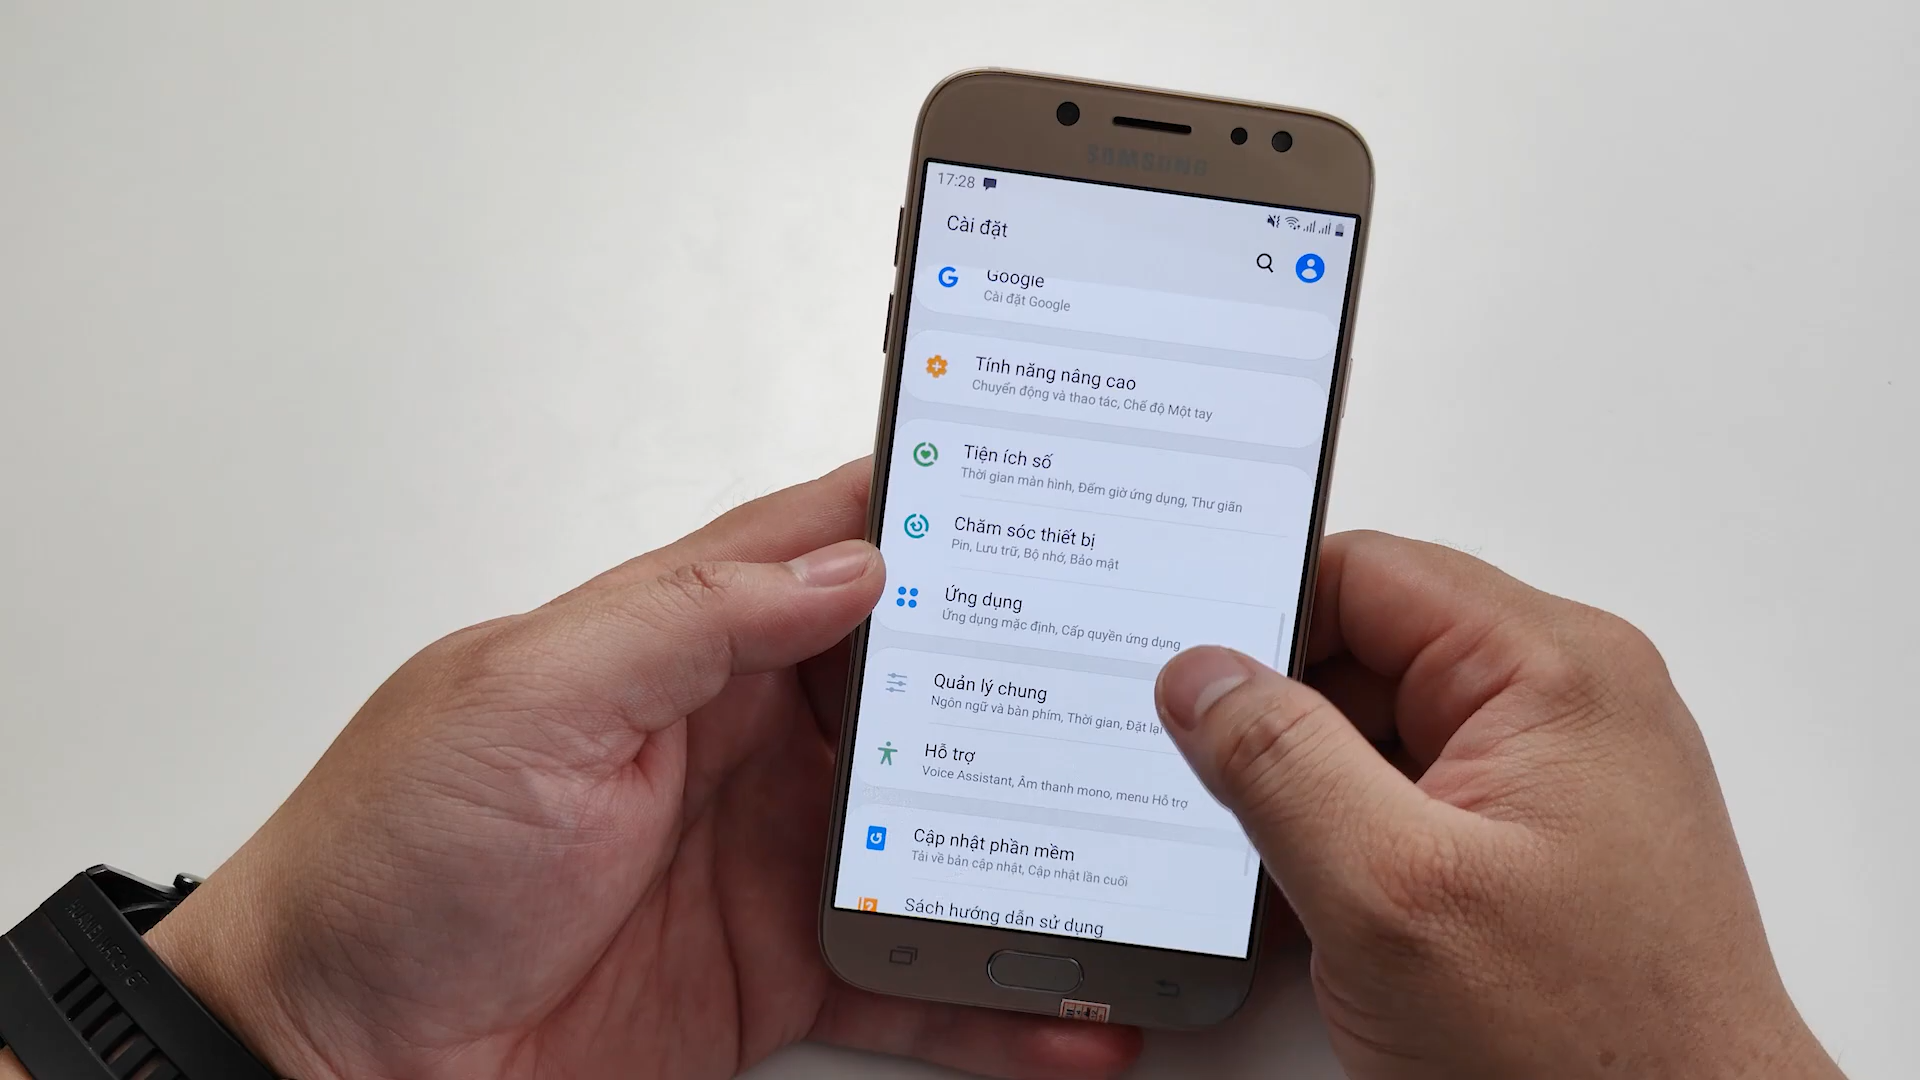 SAMSUNG
17:28
Cài đặt
Google
Cài đặt Google
Tính năng nâng cao
Chuyển động và thao tác, Chế độ Một tay
Tiện ích số
Thời gian màn hình, Đếm giờ ứng dụng, Thư giãn
Chăm sóc thiết bị
Pin, Lưu trữ, Bộ nhớ, Bảo mật
Ứng dụng
Ứng dụng mặc định, Cấp quyền ứng dụng
Quản lý chung
Ngôn ngữ và bàn phím, Thời gian, Đặt lại
Hỗ trợ
Voice Assistant, Âm thanh mono, menu Hỗ trợ
Cập nhật phần mềm
Tải về bản cập nhật, Cập nhật lần cuối
Sách hướng dẫn sử dụng
HUAWEI WATCH GT